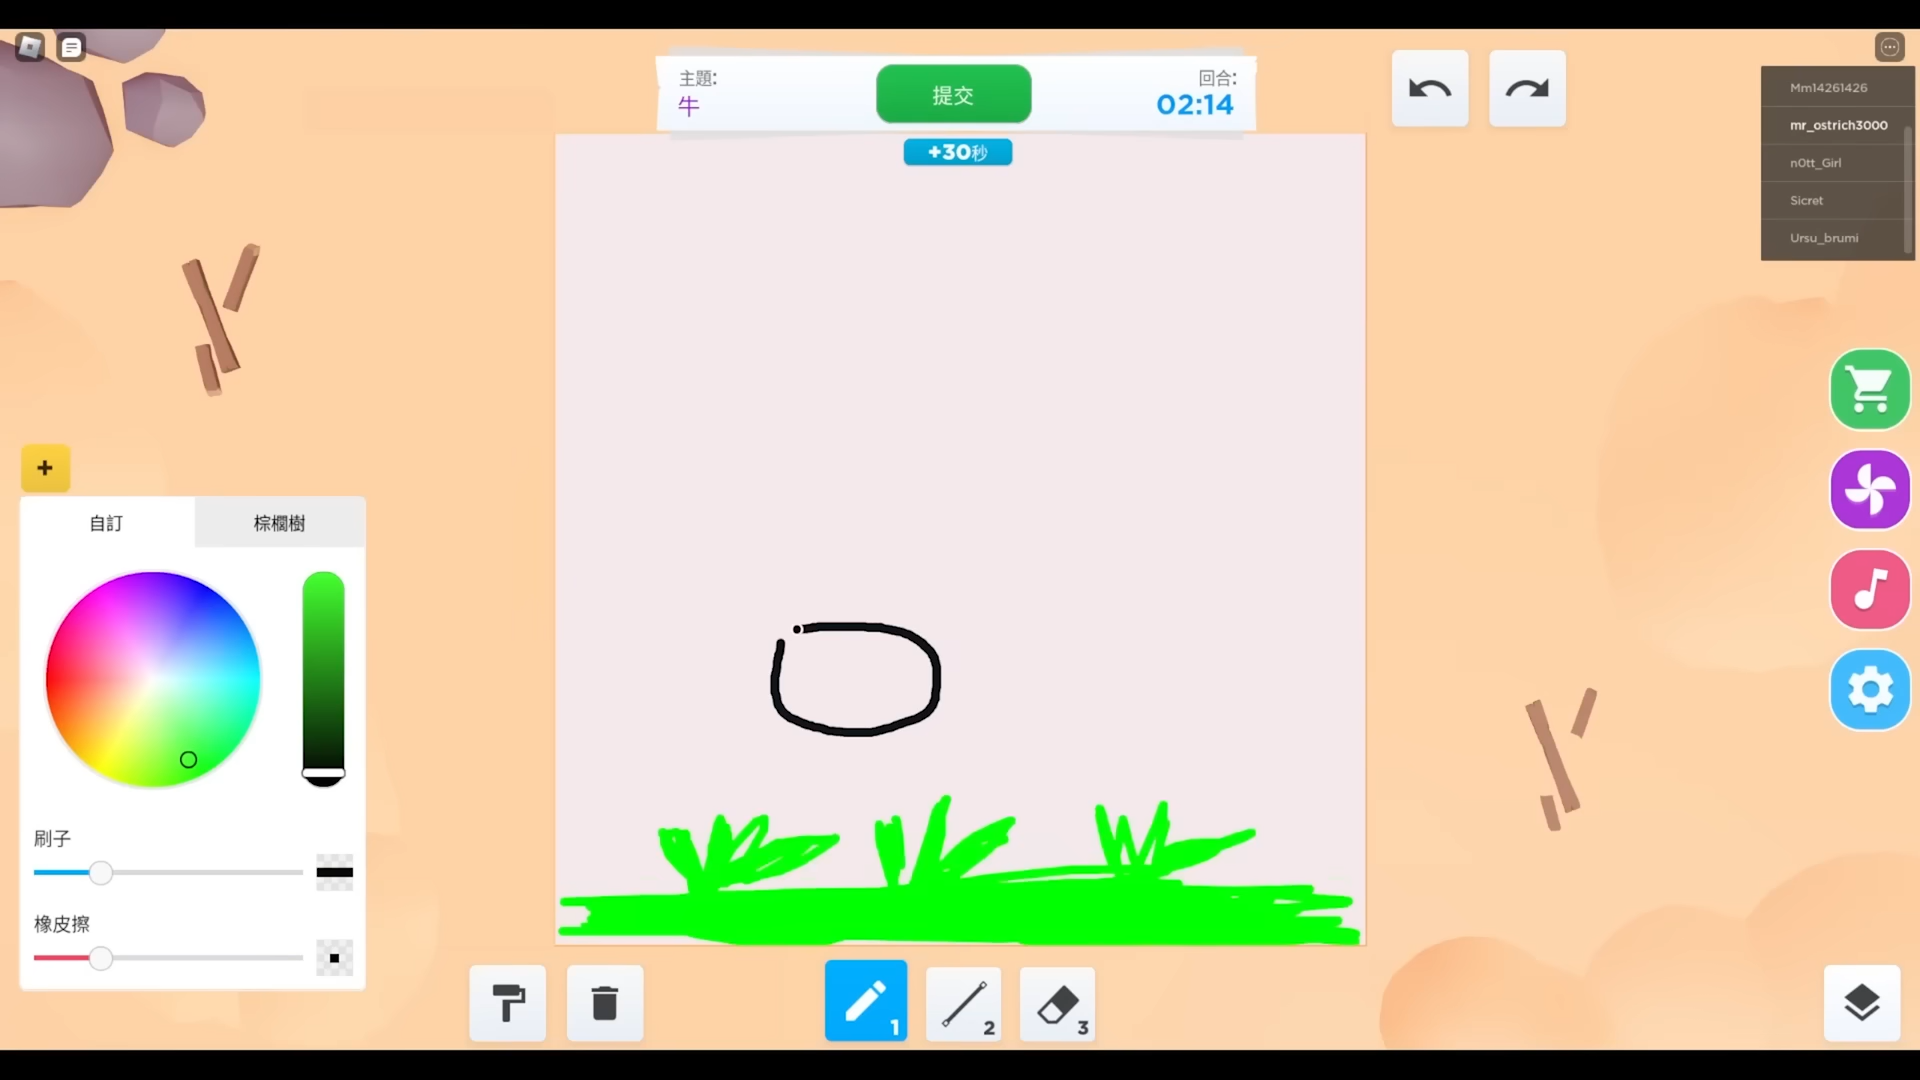 主題:
牛
提交
回合:
02:14
+30秒
Mm14261426
mr_ostrich3000
n0tt_Girl
Sicret
Ursu_brumi
+
自訂
棕櫚樹
刷子
橡皮擦
1
2
3